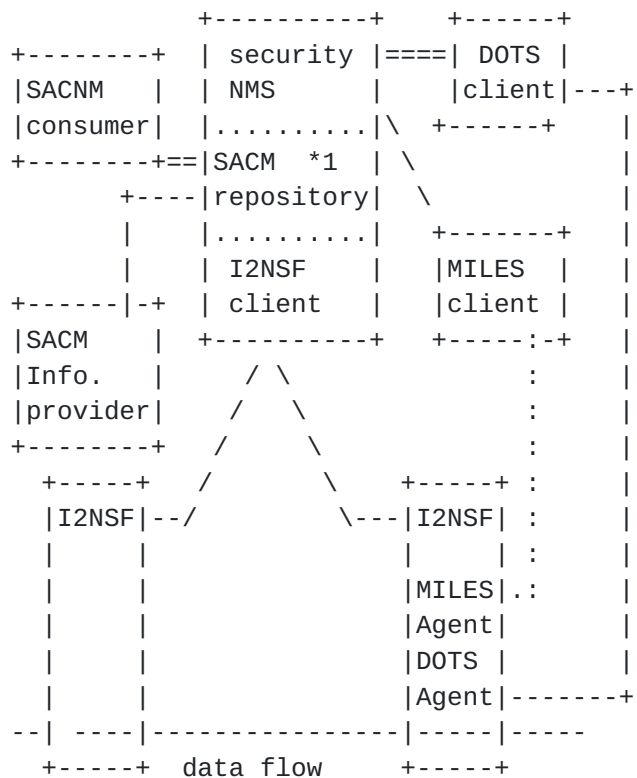 +----------+    +------+
+--------+  | security |====| DOTS |
|SACNM   |  | NMS      |    |client|---+
|consumer|  |..........|\  +------+    |
+--------+==|SACM  *1  | \             |
     +----|repository|  \            |
      |    |..........|   +-------+   |
      |    | I2NSF    |   |MILES  |   |
+------|-+  | client   |   |client |   |
|SACM    |  +----------+   +-----:-+   |
|Info.   |     / \               :     |
|provider|    /   \              :     |
+--------+   /     \             :     |
  +-----+   /       \    +-----+ :     |
  |I2NSF|--/         \---|I2NSF| :     |
  |     |                |     | :     |
  |     |                |MILES|.:     |
  |     |                |Agent|       |
  |     |                |DOTS |       |
  |     |                |Agent|-------+
--| ----|----------------|-----|-----
  +-----+  data flow     +-----+